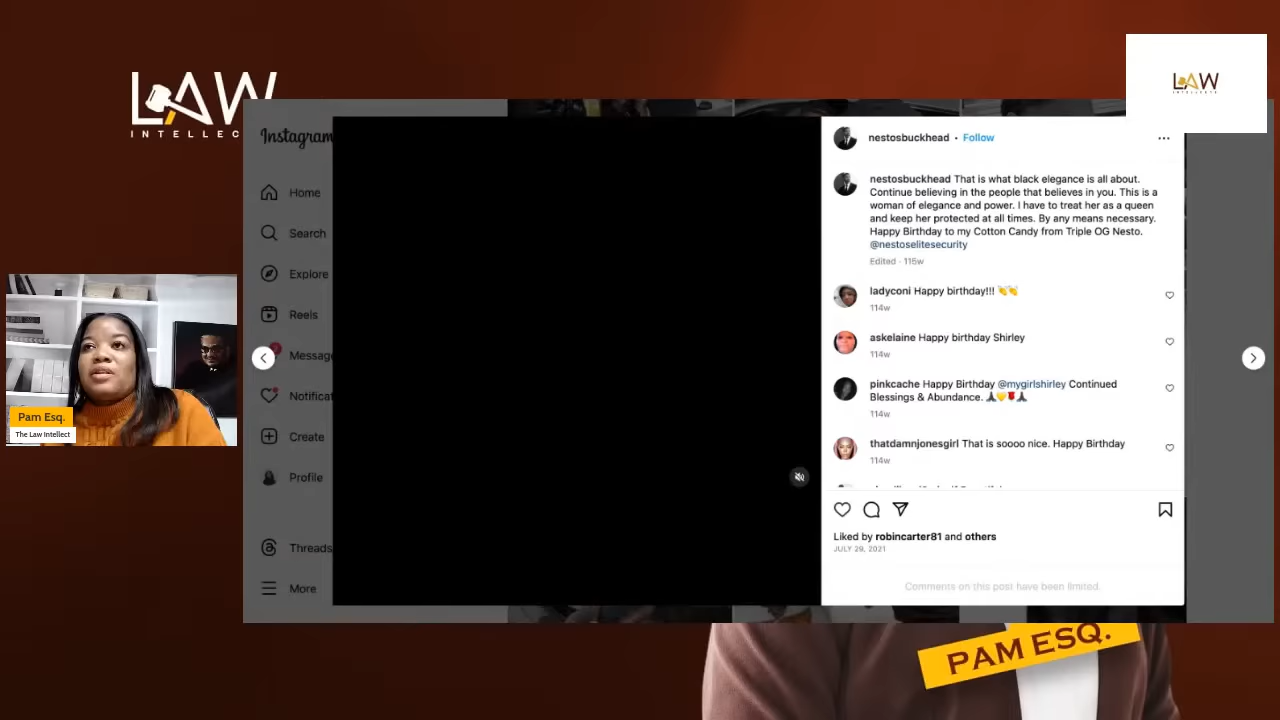 LAW
INTELLEC
LAW
INTELLECTS
Instagram
Home
Search
Explore
Reels
Messag
Notificat
Create
Profile
Threads
More
nestosbuckhead • Follow
nestosbuckhead That is what black elegance is all about.
Continue believing in the people that believes in you. This is a
woman of elegance and power. I have to treat her as a queen
and keep her protected at all times. By any means necessary.
Happy Birthday to my Cotton Candy from Triple OG Nesto.
@nestoselitesecurity
Edited · 115w
ladyconi Happy birthday!!! 👏👏
114w
askelaine Happy birthday Shirley
114w
pinkcache Happy Birthday @mygirlshirley Continued
Blessings & Abundance. 🙏🏿💛🌹🙏🏿
114w
thatdamnjonesgirl That is soooo nice. Happy Birthday
114w
Liked by robincarter81 and others
JULY 29, 2021
Comments on this post have been limited.
Pam Esq.
The Law Intellect
PAM ESQ.